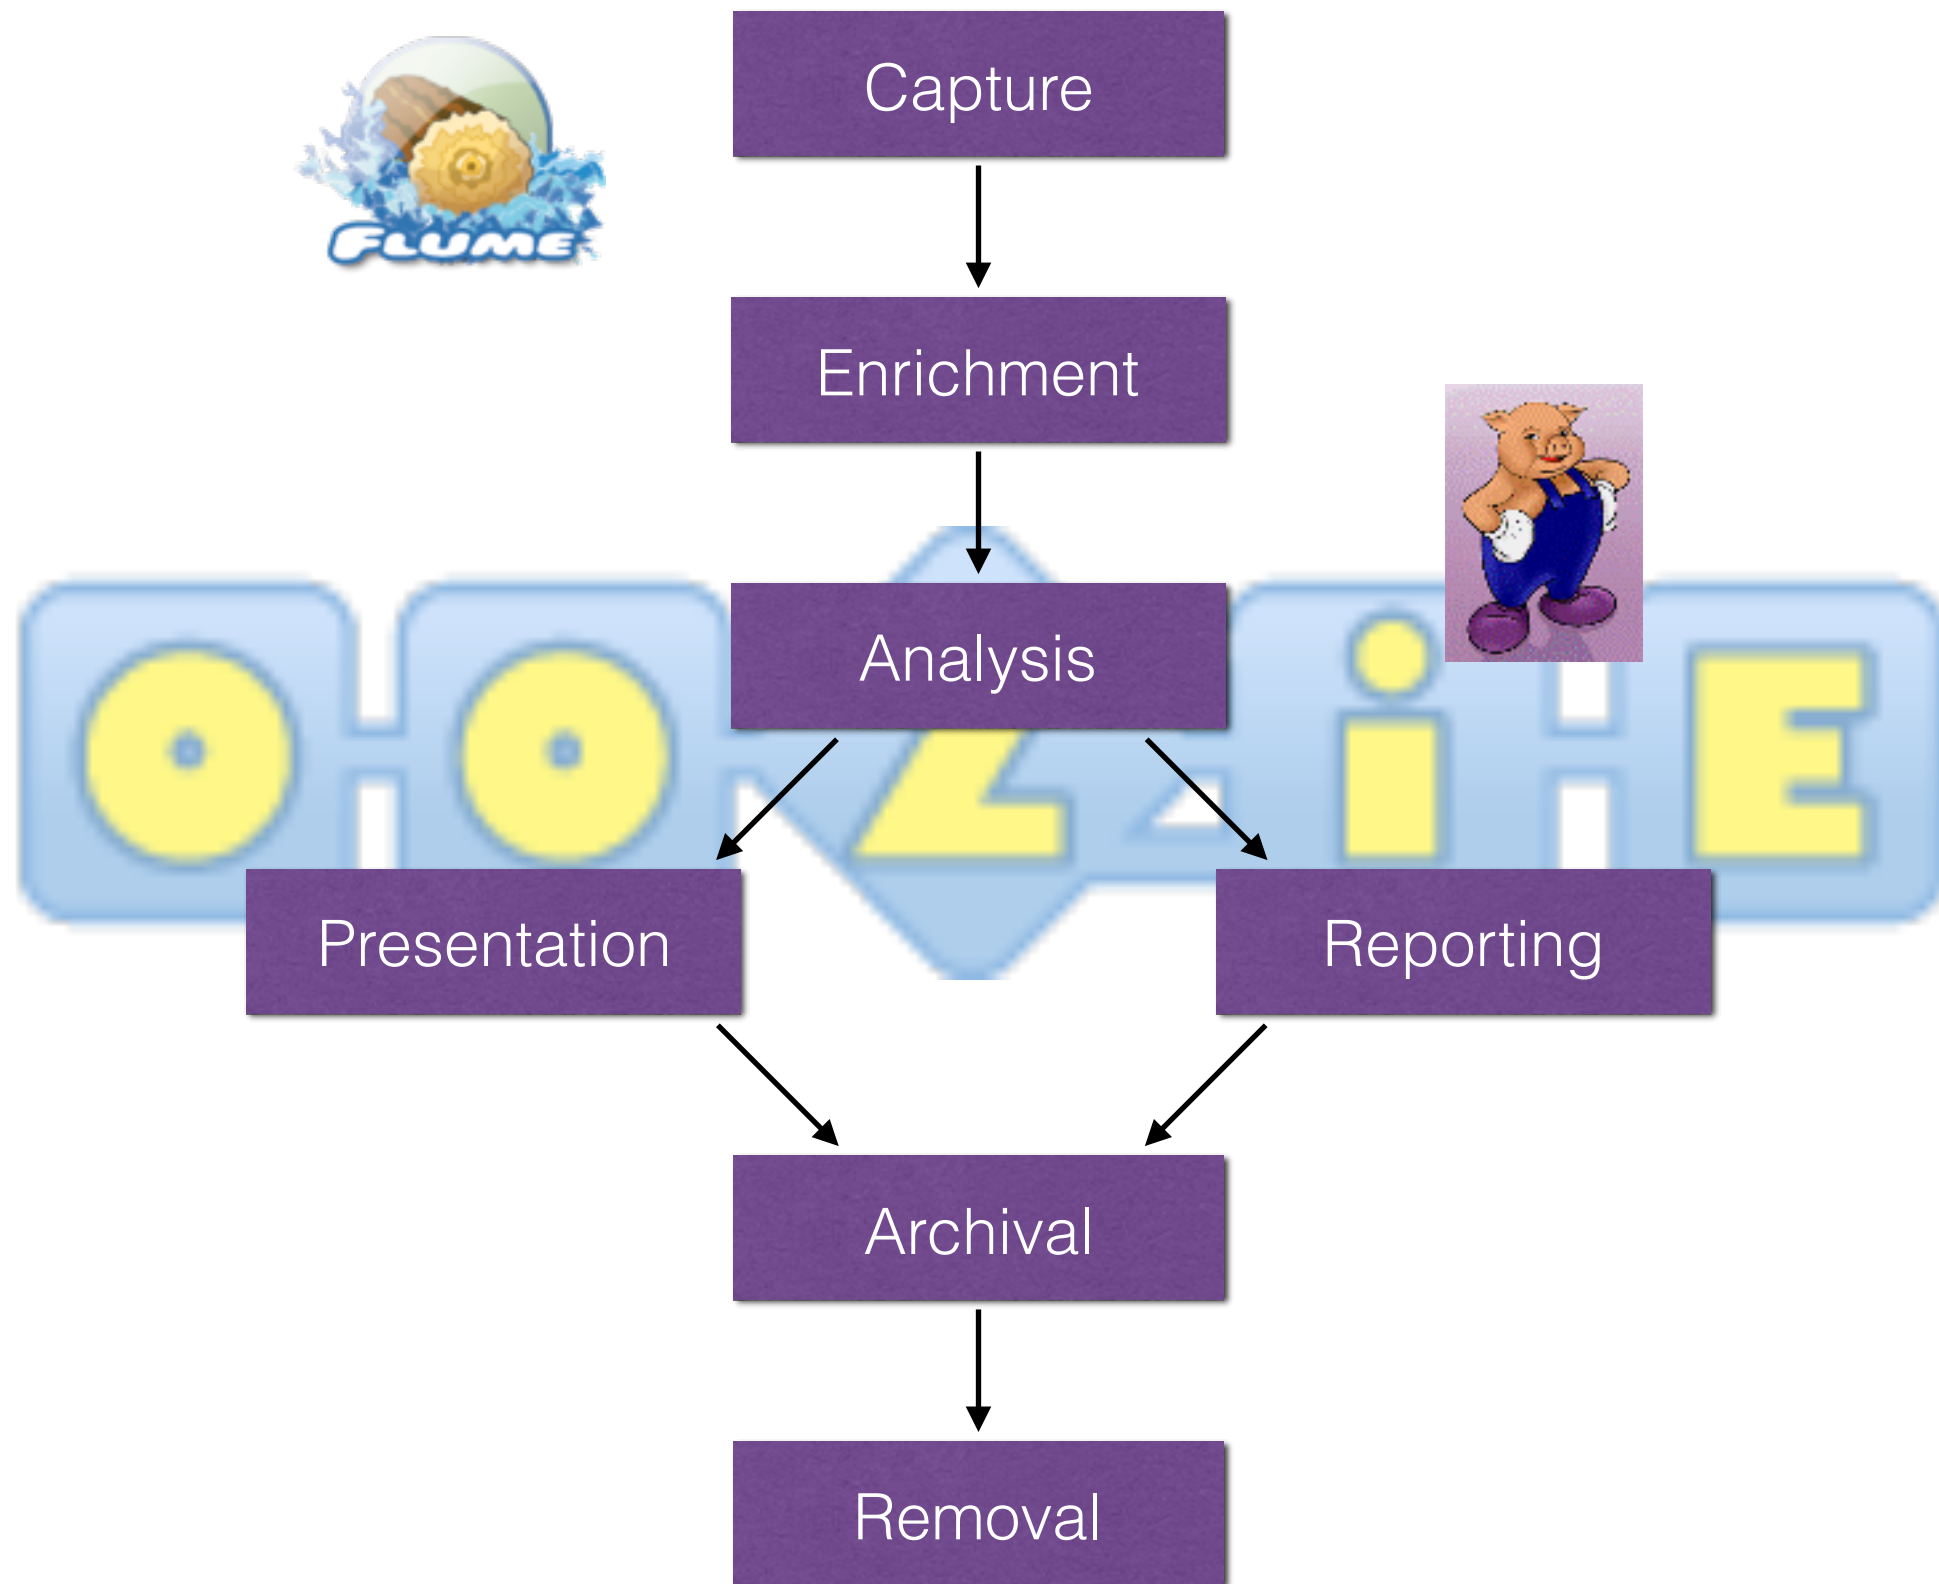 Capture
FLUME
Enrichment
Analysis
OOZiE
Presentation
Reporting
Archival
Removal